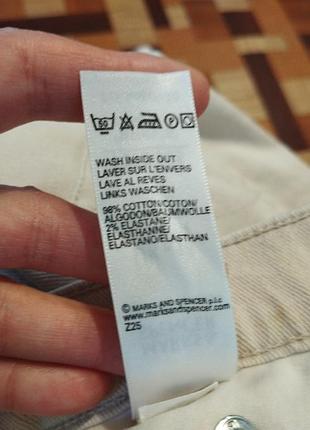 50 P
WASH INSIDE OUT
LAVER SUR L'ENVERS
LAVE AL REVES
LINKS WASCHEN
98% COTTON/COTON/
ALGODON/BAUMWOLLE
2% ELASTANE/
ELASTHANNE/
ELASTANO/ELASTHAN
© MARKS AND SPENCER p.l.c
www.marksandspencer.com
Z25